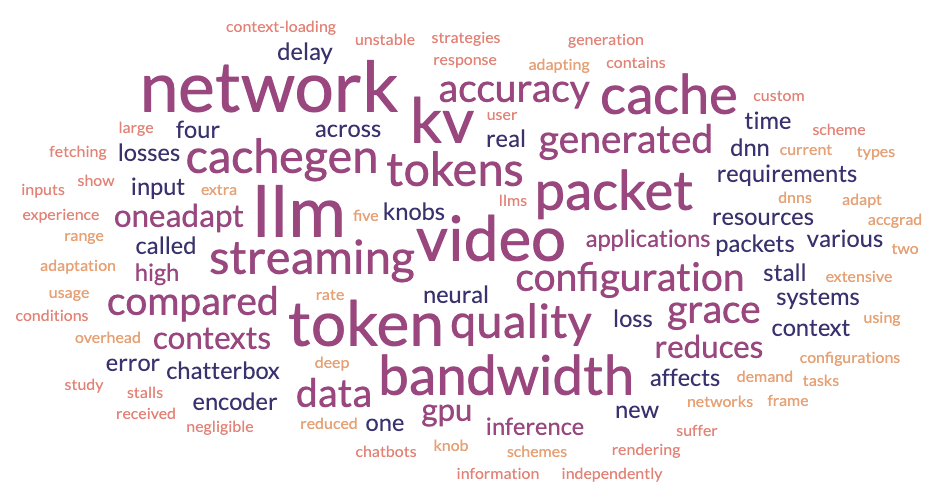 context-loading
unstable
strategies
generation
delay
response
adapting
contains
network
accuracy
cache
custom
large
four
across
kv
user
real
generated
time
scheme
fetching
losses
cachegen
tokens
dnn
current
types
inputs
show
input
extra
llm
packet
requirements
experience
oneadapt
five
knobs
llms
dnns
adapt
resources
accgrad
range
called
streaming
video
applications
packets
various
two
adaptation
high
configuration
stall
extensive
usage
compared
rate
neural
systems
conditions
overhead
contexts
token
quality
loss
grace
context
using
error
chatterbox
deep
reduces
configurations
study
stalls
encoder
data
bandwidth
affects
demand
tasks
received
negligible
reduced
one
gpu
inference
new
networks
frame
chatbots
knob
schemes
rendering
suffer
information
independently